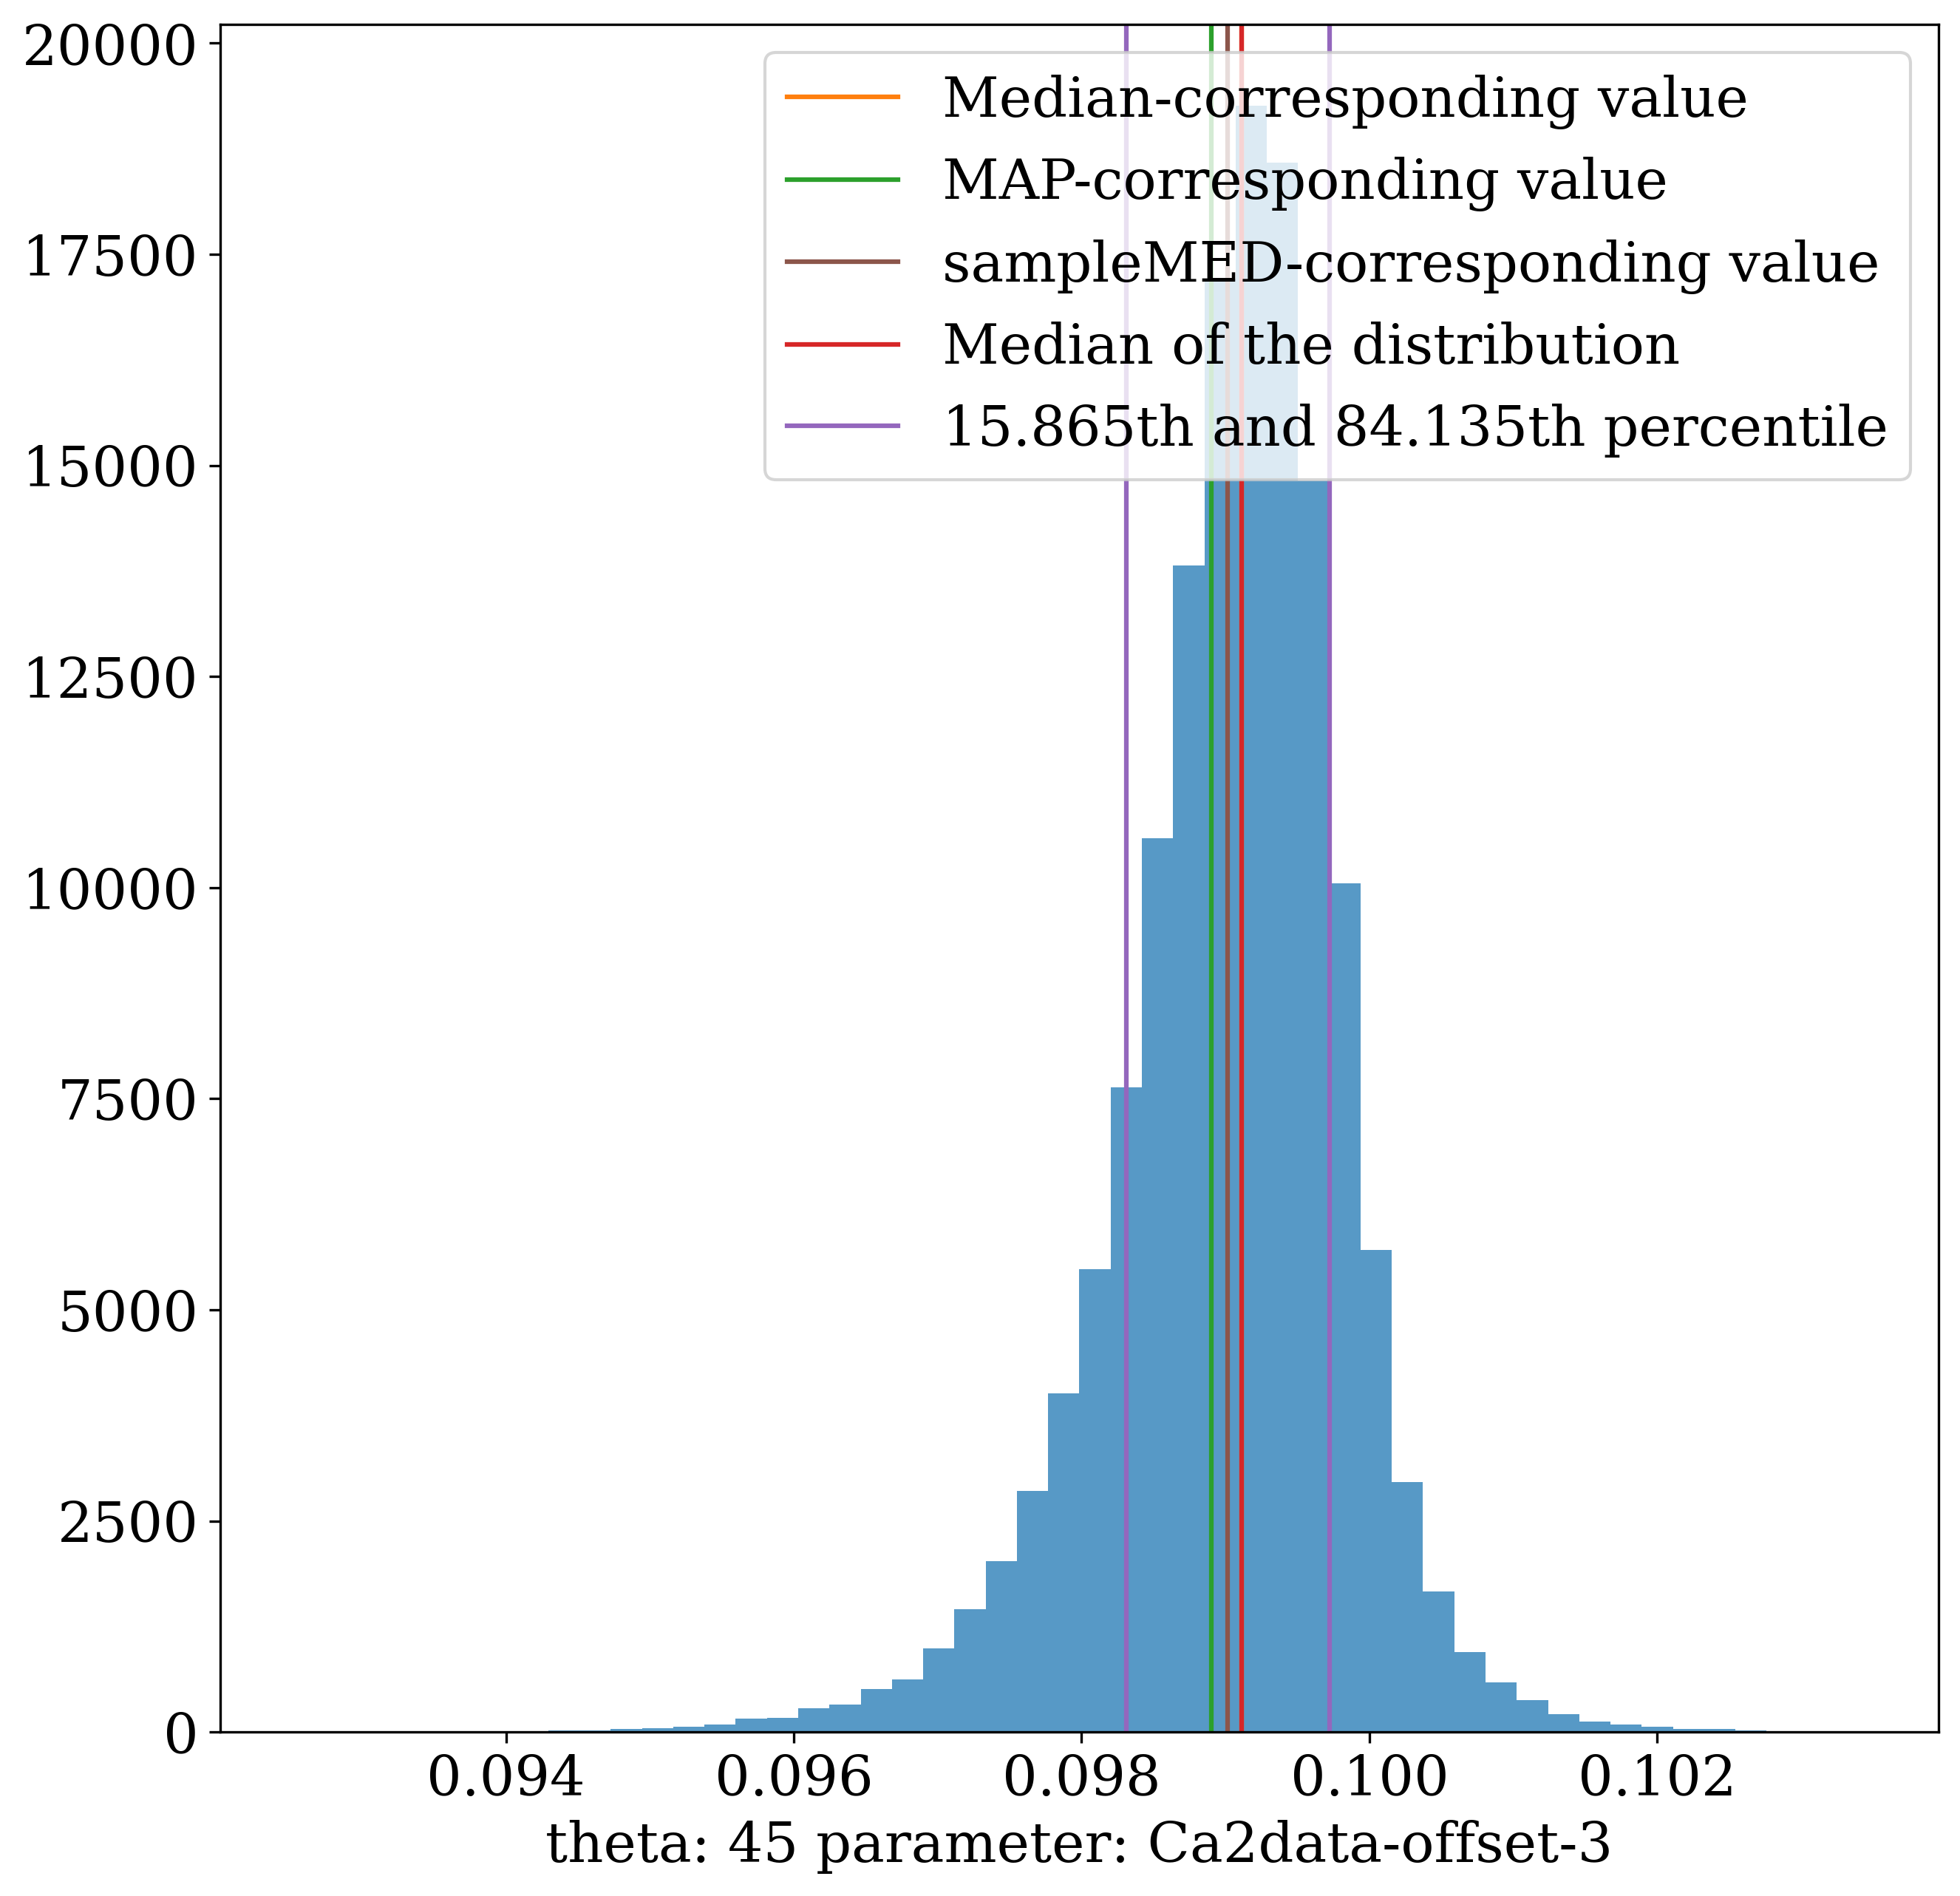 20000
17500
15000
12500
10000
7500
5000
2500
0
Median-corresponding value
MAP-corresponding value
sampleMED-corresponding value
Median of the distribution
15.865th and 84.135th percentile
0.094 0.096 0.098 0.100 0.102
theta: 45 parameter: Ca2data-offset-3